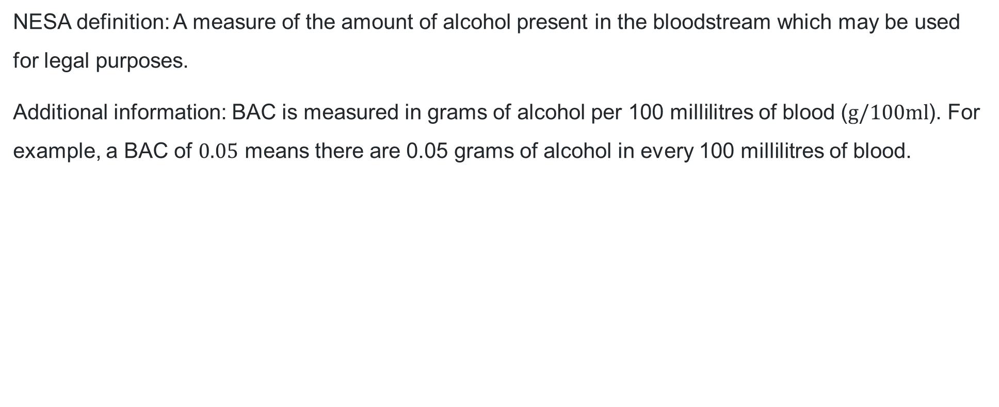 NESA definition: A measure of the amount of alcohol present in the bloodstream which may be used
for legal purposes.
Additional information: BAC is measured in grams of alcohol per 100 millilitres of blood (g/100ml). For
example, a BAC of 0.05 means there are 0.05 grams of alcohol in every 100 millilitres of blood.